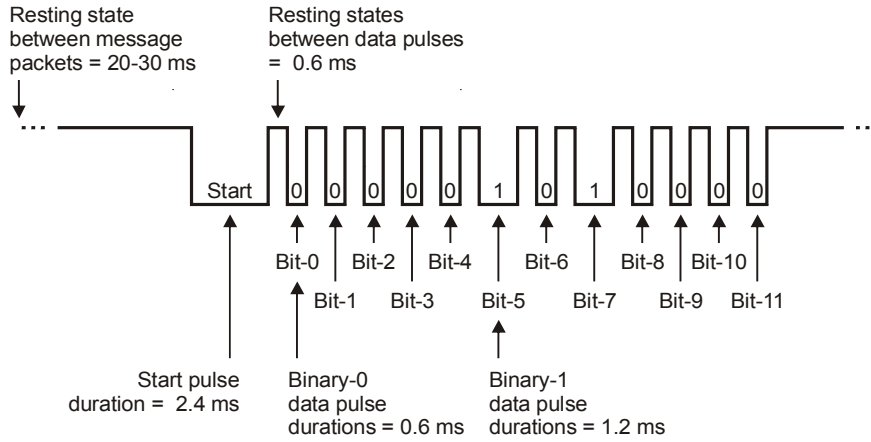 Resting state
between message
packets = 20-30 ms
Resting states
between data pulses
= 0.6 ms
Start 0 0 0 0 0 1 0 1 0 0 0 0
Bit-0 Bit-2 Bit-4 Bit-6 Bit-8 Bit-10
Bit-1 Bit-3 Bit-5 Bit-7 Bit-9 Bit-11
Start pulse
duration = 2.4 ms
Binary-0
data pulse
durations = 0.6 ms
Binary-1
data pulse
durations = 1.2 ms